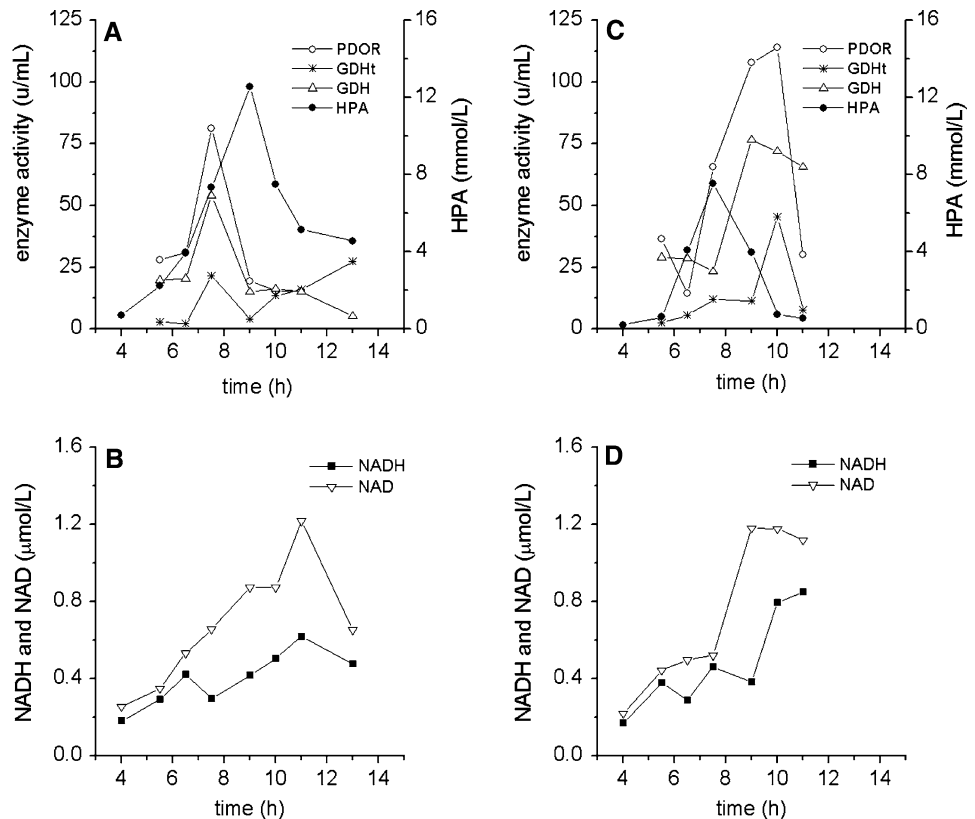 A
125
100
75
50
25
0
enzyme activity (u/mL)
16
12
8
4
0
HPA (mmol/L)
PDOR
GDHt
GDH
HPA
4 6 8 10 12 14
time (h)
C
125
100
75
50
25
0
enzyme activity (u/mL)
16
12
8
4
0
HPA (mmol/L)
PDOR
GDHt
GDH
HPA
4 6 8 10 12 14
time (h)
B
1.6
1.2
0.8
0.4
0.0
NADH and NAD (μmol/L)
NADH
NAD
4 6 8 10 12 14
time (h)
D
1.6
1.2
0.8
0.4
0.0
NADH and NAD (μmol/L)
NADH
NAD
4 6 8 10 12 14
time (h)